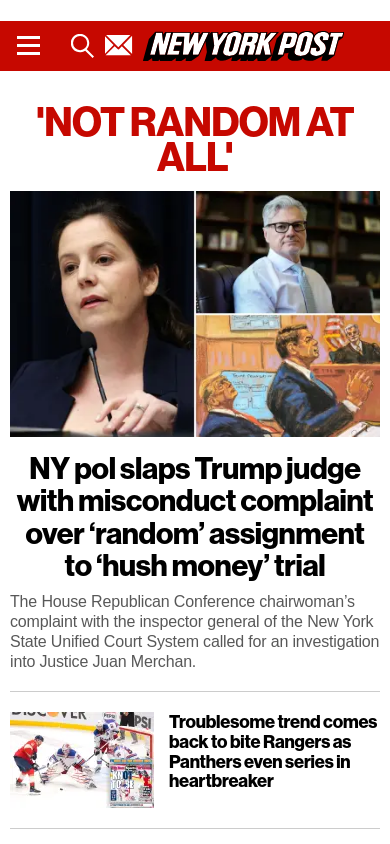 NEW YORK POST
'NOT RANDOM AT
ALL'
NY pol slaps Trump judge
with misconduct complaint
over ‘random’ assignment
to ‘hush money’ trial
The House Republican Conference chairwoman’s
complaint with the inspector general of the New York
State Unified Court System called for an investigation
into Justice Juan Merchan.
Troublesome trend comes
back to bite Rangers as
Panthers even series in
heartbreaker